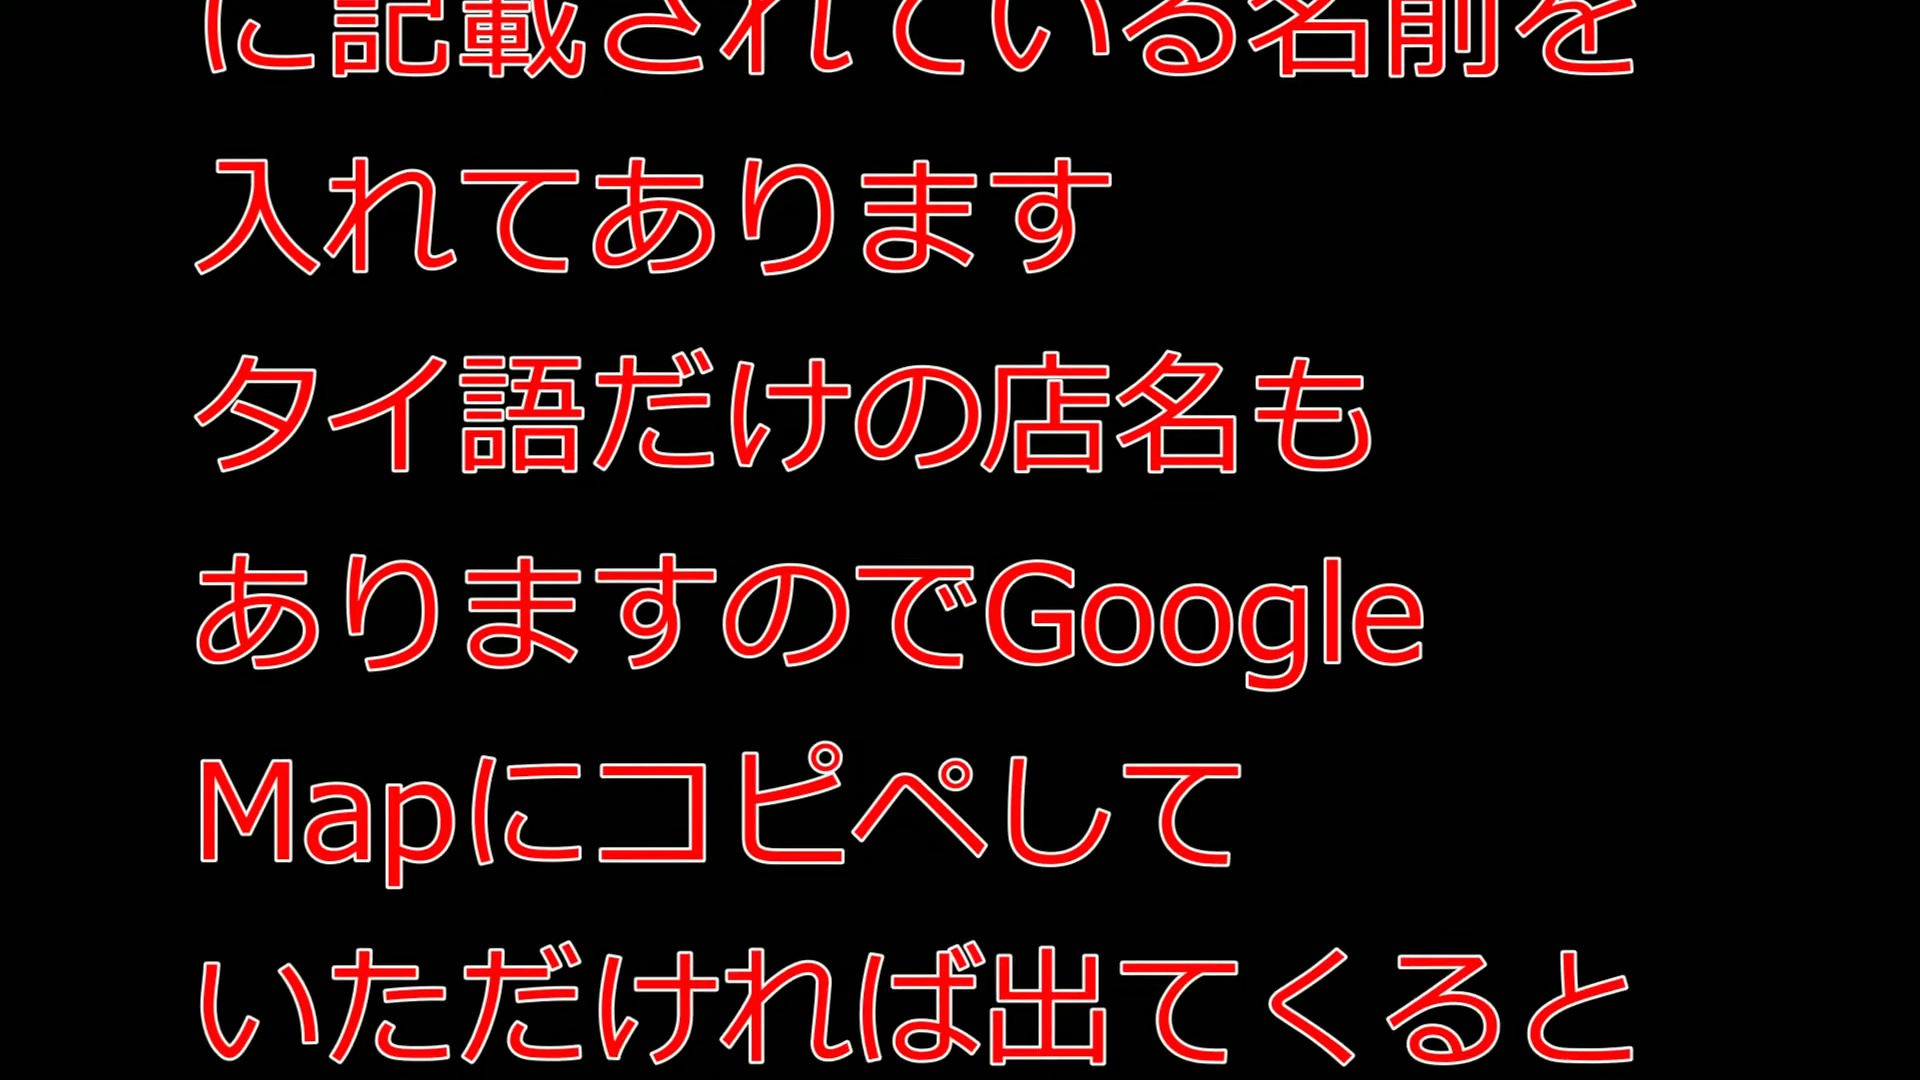 に記載されている名前を
入れてあります
タイ語だけの店名も
ありますのでGoogle
Mapにコピペして
いただければ出てくると